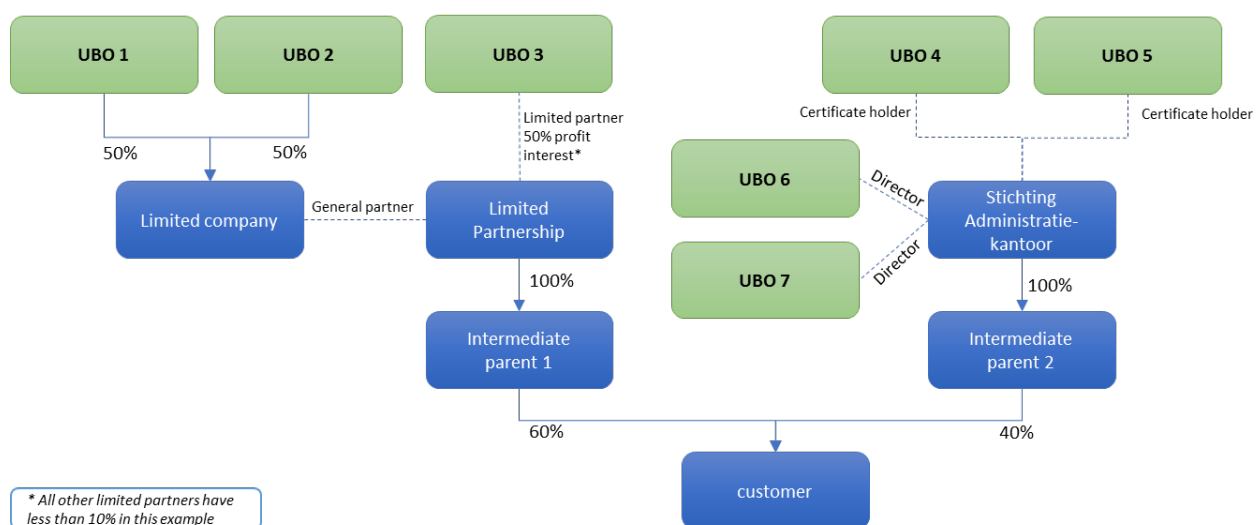 UBO 1
UBO 2
UBO 3
UBO 4
UBO 5
Limited partner
50% profit
interest*
Certificate holder
Certificate holder
50%
50%
UBO 6
Director
Limited company
General partner
Limited
Partnership
Stichting
Administratie-
kantoor
UBO 7
Director
100%
100%
Intermediate
parent 1
Intermediate
parent 2
60%
40%
customer
* All other limited partners have
less than 10% in this example